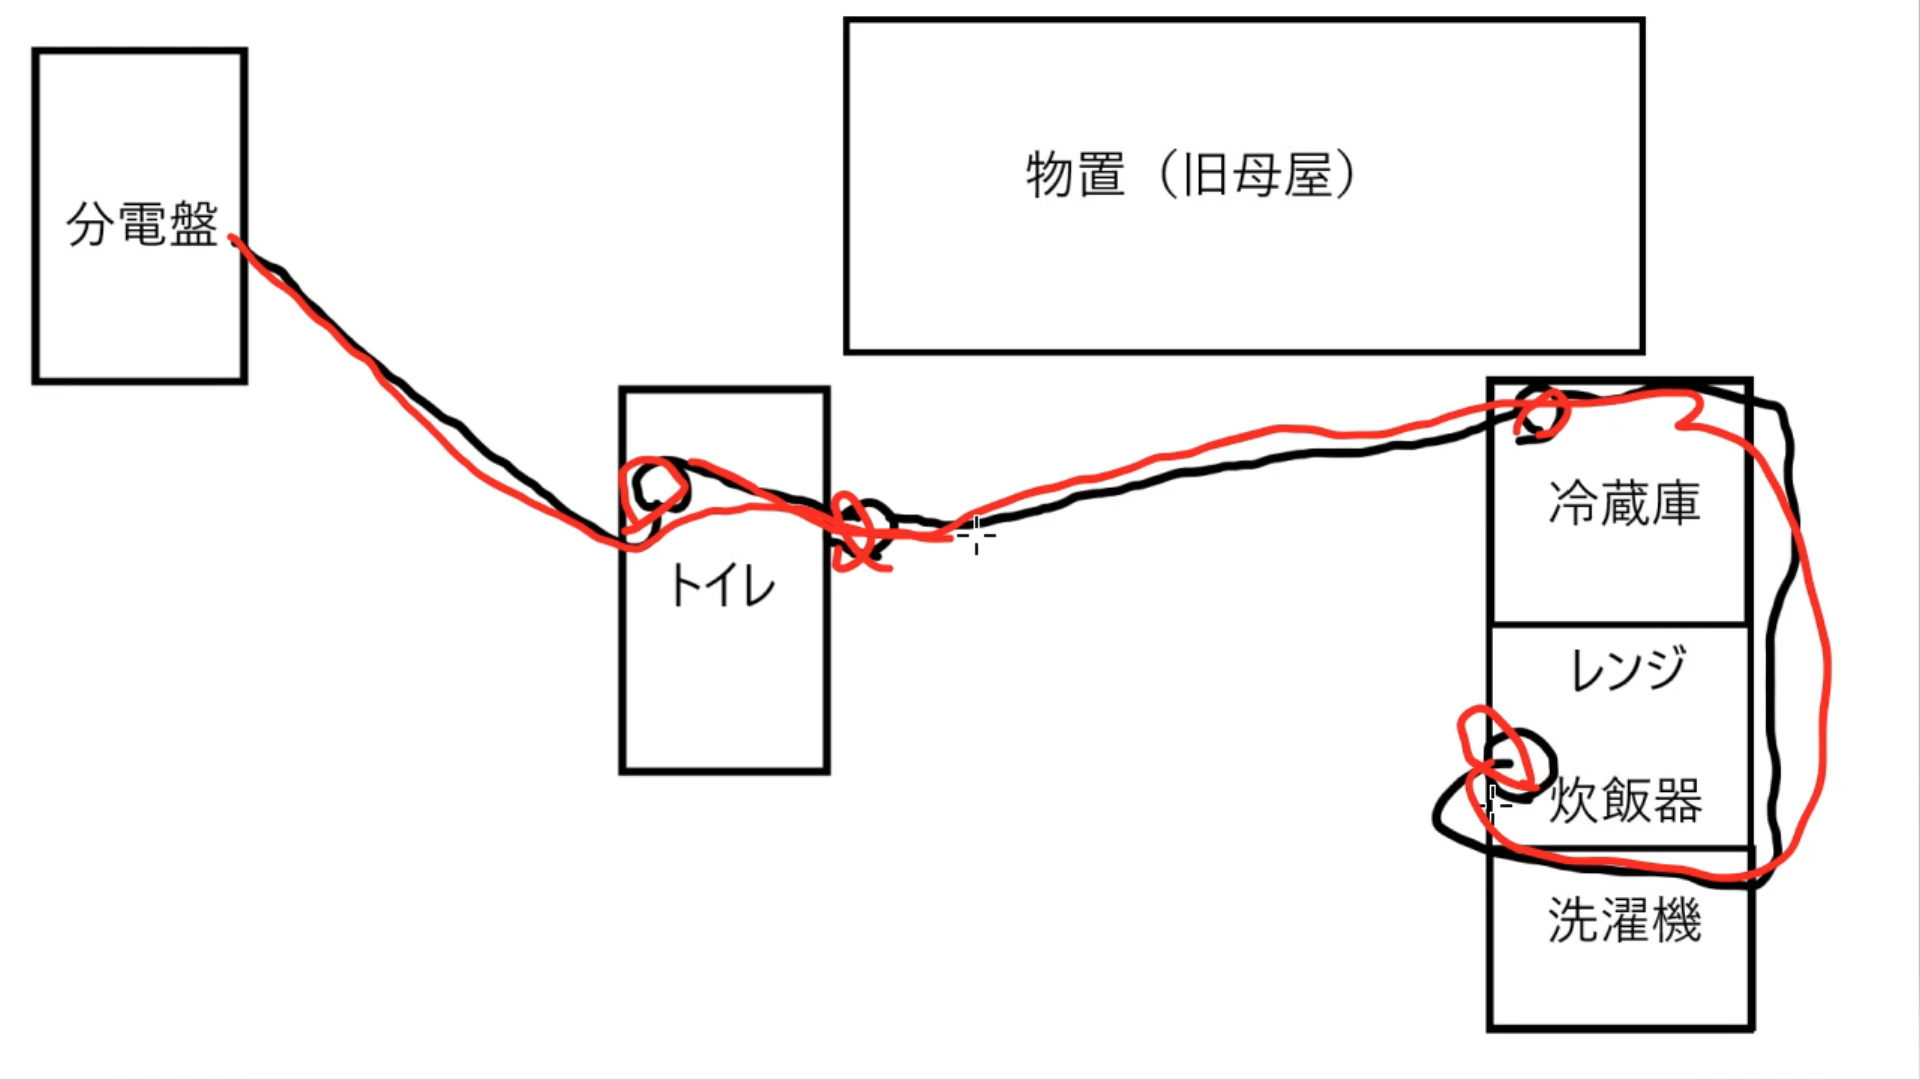 分電盤
物置（旧母屋）
トイレ
冷蔵庫
レンジ
炊飯器
洗濯機